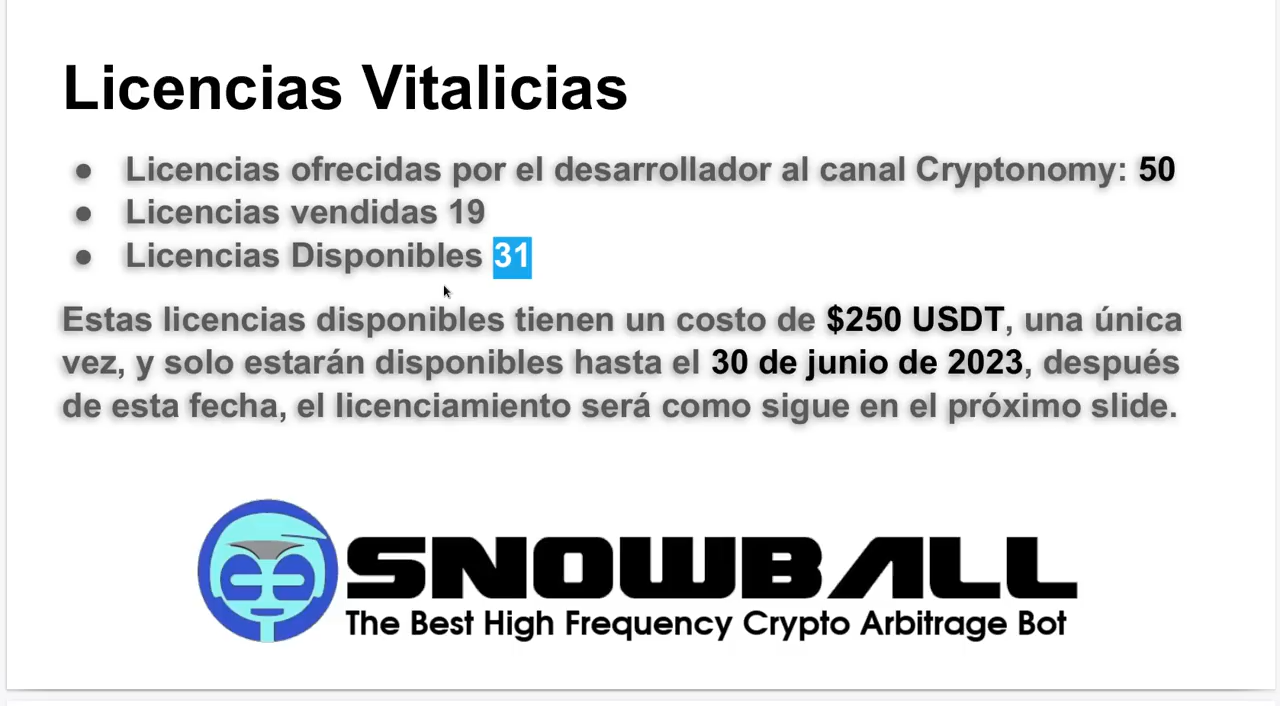 Licencias Vitalicias
● Licencias ofrecidas por el desarrollador al canal Cryptonomy: 50
● Licencias vendidas 19
● Licencias Disponibles 31
Estas licencias disponibles tienen un costo de $250 USDT, una única
vez, y solo estarán disponibles hasta el 30 de junio de 2023, después
de esta fecha, el licenciamiento será como sigue en el próximo slide.
SNOWBALL
The Best High Frequency Crypto Arbitrage Bot